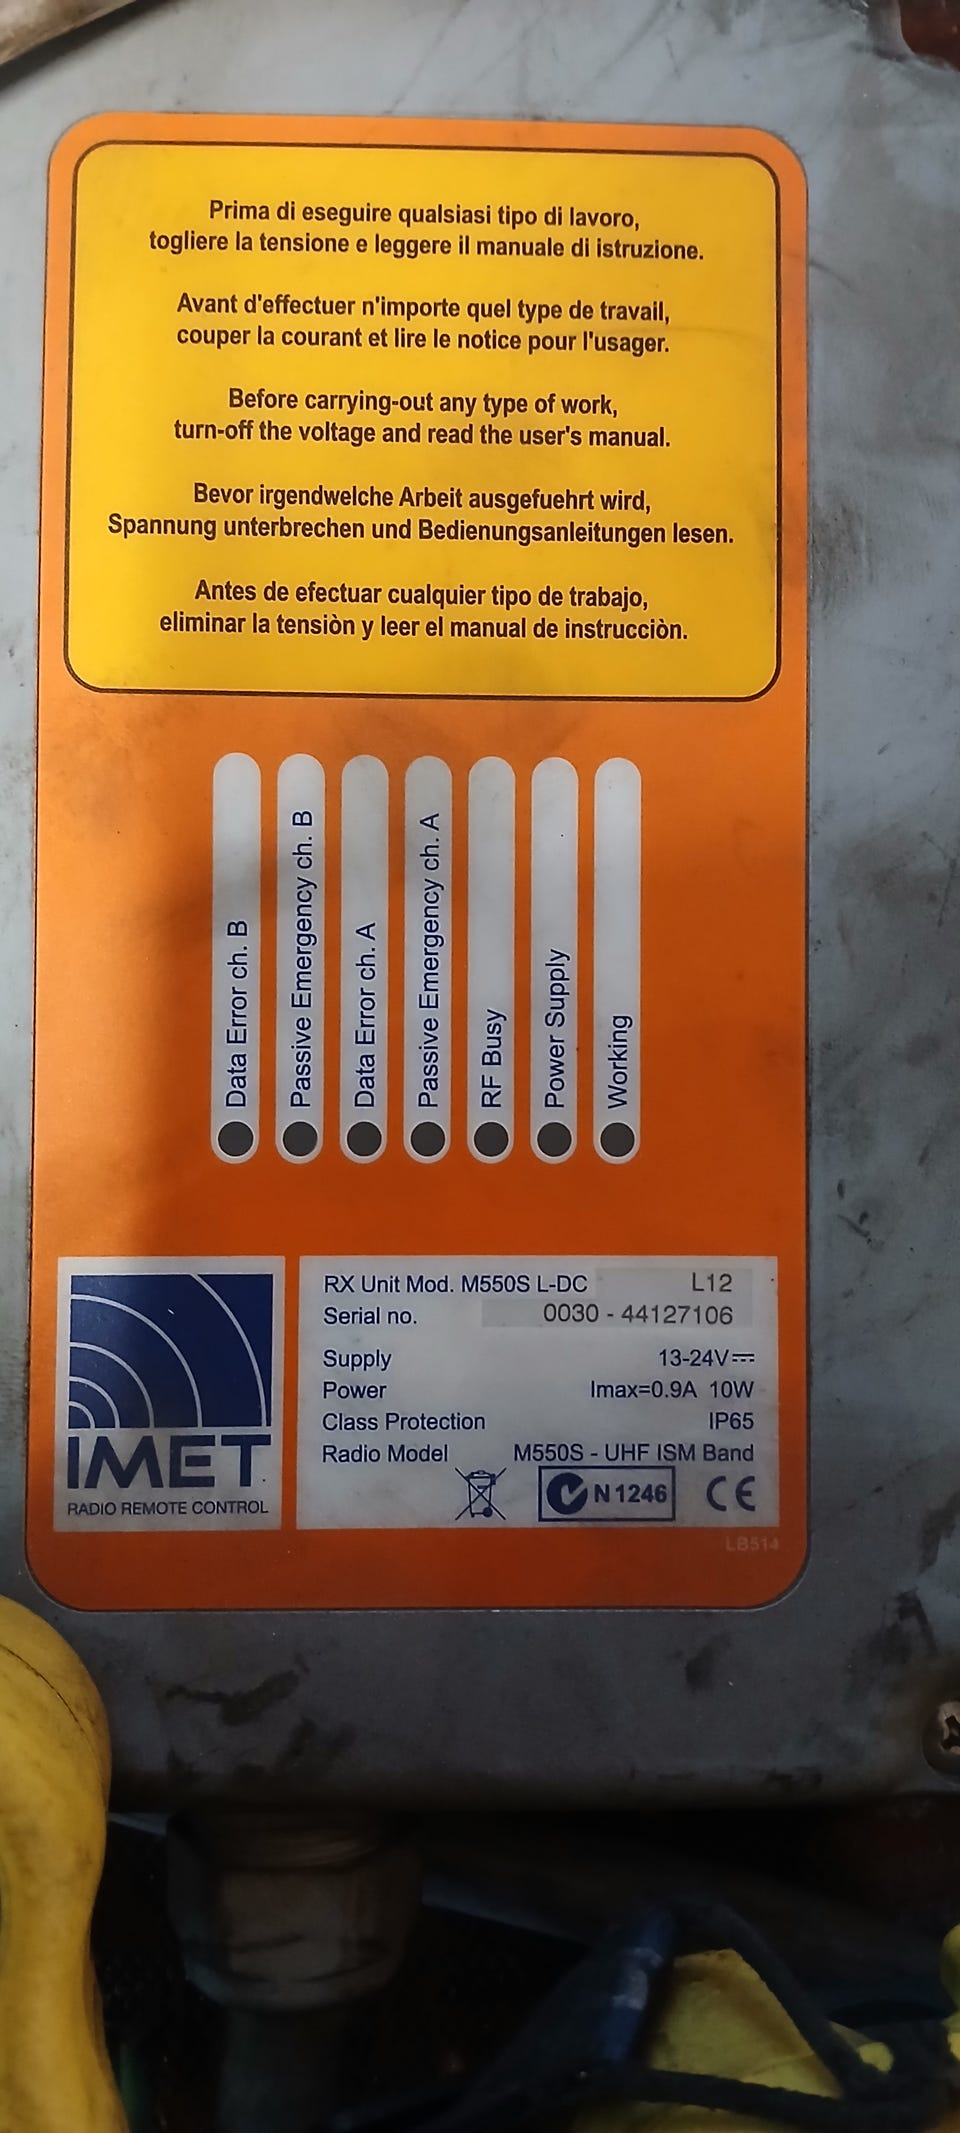 Prima di eseguire qualsiasi tipo di lavoro,
togliere la tensione e leggere il manuale di istruzione.
Avant d'effectuer n'importe quel type de travail,
couper la courant et lire le notice pour l'usager.
Before carrying-out any type of work,
turn-off the voltage and read the user's manual.
Bevor irgendwelche Arbeit ausgefuehrt wird,
Spannung unterbrechen und Bedienungsanleitungen lesen.
Antes de efectuar cualquier tipo de trabajo,
eliminar la tensiòn y leer el manual de instrucciòn.
Data Error ch. B
Passive Emergency ch. B
Data Error ch. A
Passive Emergency ch. A
RF Busy
Power Supply
Working
IMET
RADIO REMOTE CONTROL
RX Unit Mod. M550S L-DC L12
Serial no. 0030 - 44127106
Supply 13-24V⎓
Power Imax=0.9A 10W
Class Protection IP65
Radio Model M550S - UHF ISM Band
N1246 CE
LB514